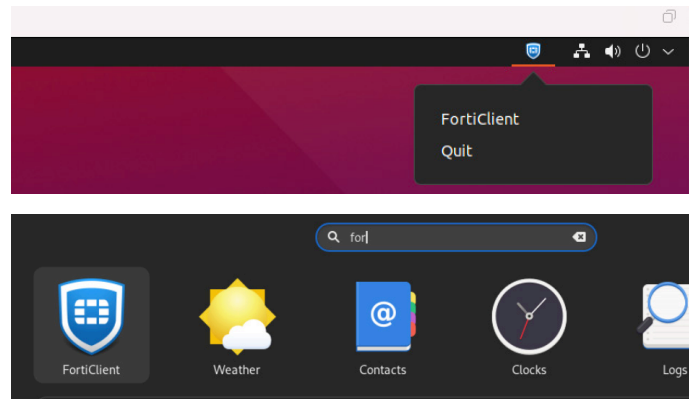 FortiClient
Quit
for
FortiClient
Weather
Contacts
Clocks
Logs